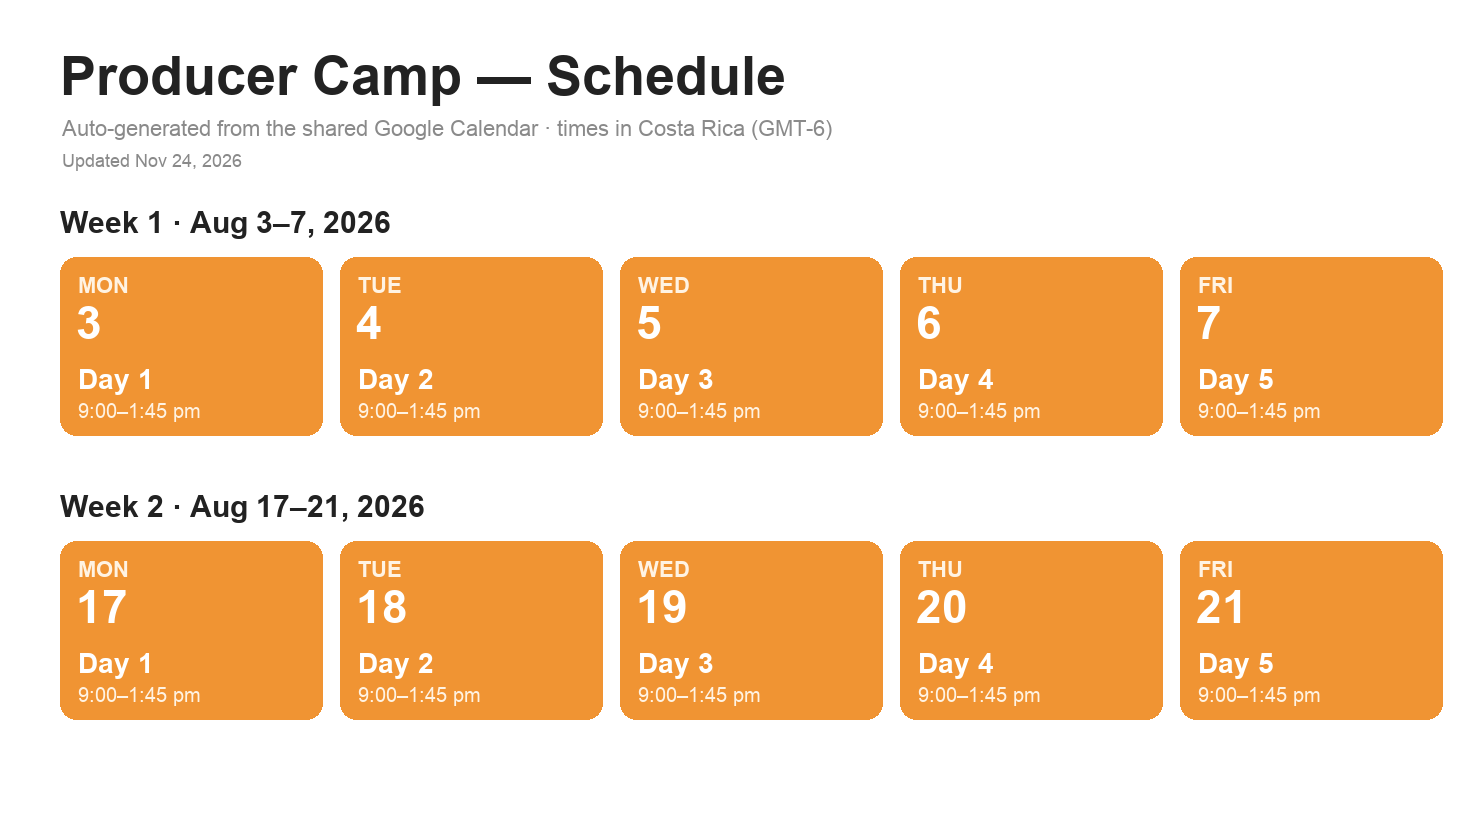 Producer Camp — Schedule
Auto-generated from the shared Google Calendar · times in Costa Rica (GMT-6)
Updated Nov 24, 2026
Week 1 · Aug 3–7, 2026
MON
3
Day 1
9:00–1:45 pm
TUE
4
Day 2
9:00–1:45 pm
WED
5
Day 3
9:00–1:45 pm
THU
6
Day 4
9:00–1:45 pm
FRI
7
Day 5
9:00–1:45 pm
Week 2 · Aug 17–21, 2026
MON
17
Day 1
9:00–1:45 pm
TUE
18
Day 2
9:00–1:45 pm
WED
19
Day 3
9:00–1:45 pm
THU
20
Day 4
9:00–1:45 pm
FRI
21
Day 5
9:00–1:45 pm